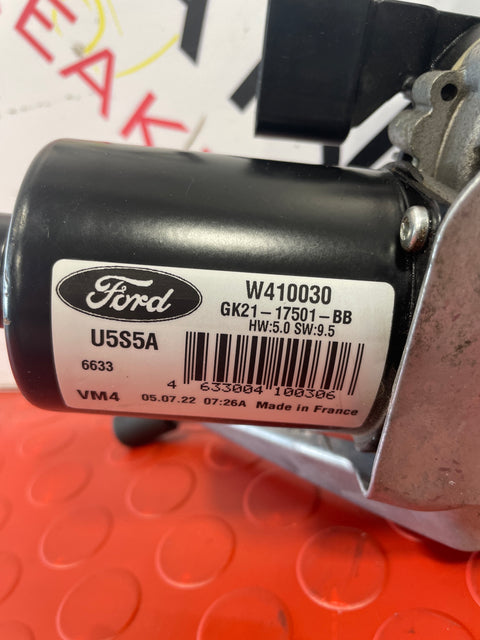 EAK
Ford
W410030
GK21-17501-BB
HW:5.0 SW:9.5
U5S5A
6633
4 633004 100306
VM4 05.07.22 07:26A Made in France